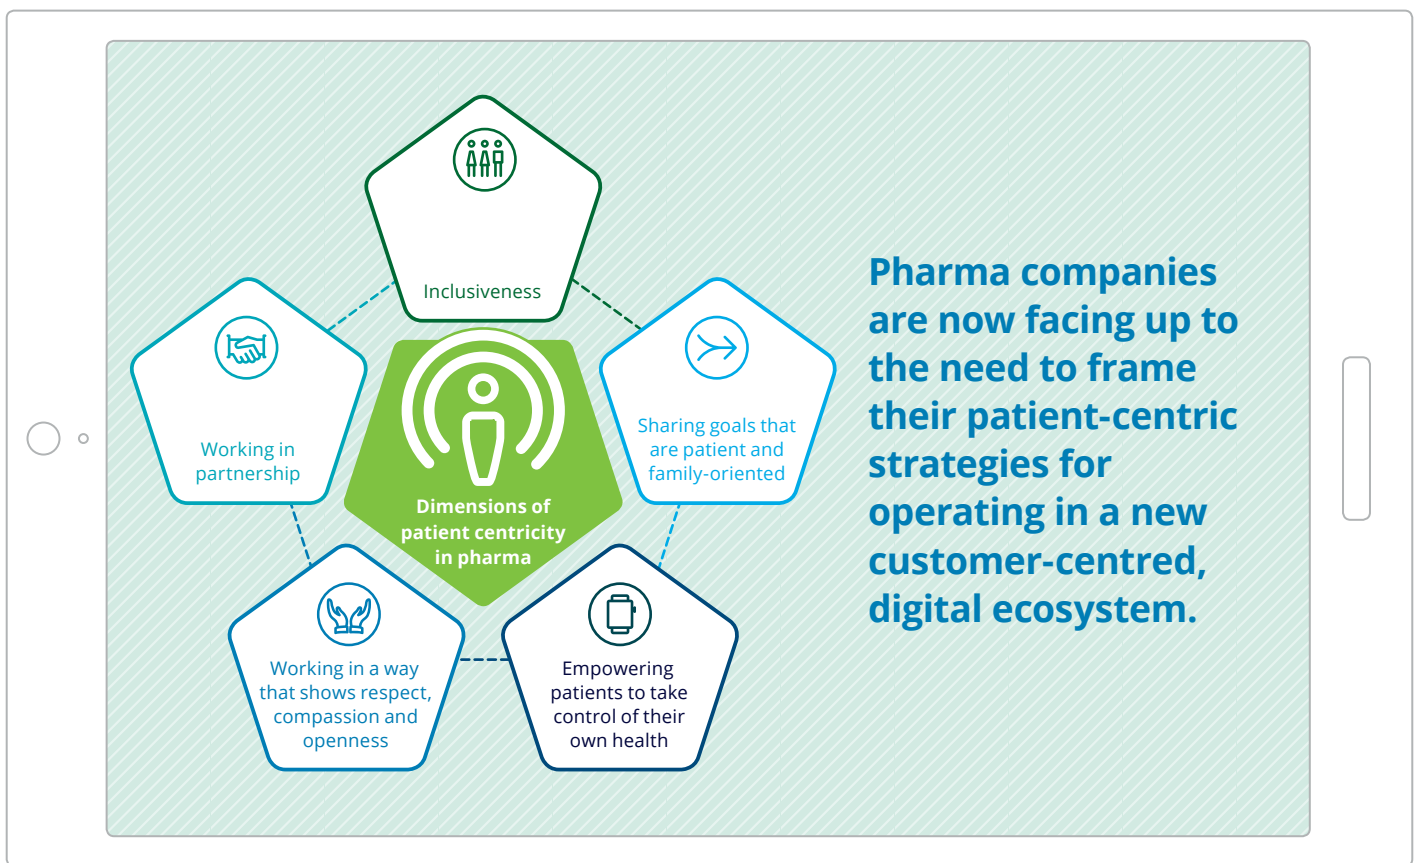 Inclusiveness
Working in
partnership
Sharing goals that
are patient and
family-oriented
Dimensions of
patient centricity
in pharma
Working in a way
that shows respect,
compassion and
openness
Empowering
patients to take
control of their
own health
Pharma companies
are now facing up to
the need to frame
their patient-centric
strategies for
operating in a new
customer-centred,
digital ecosystem.